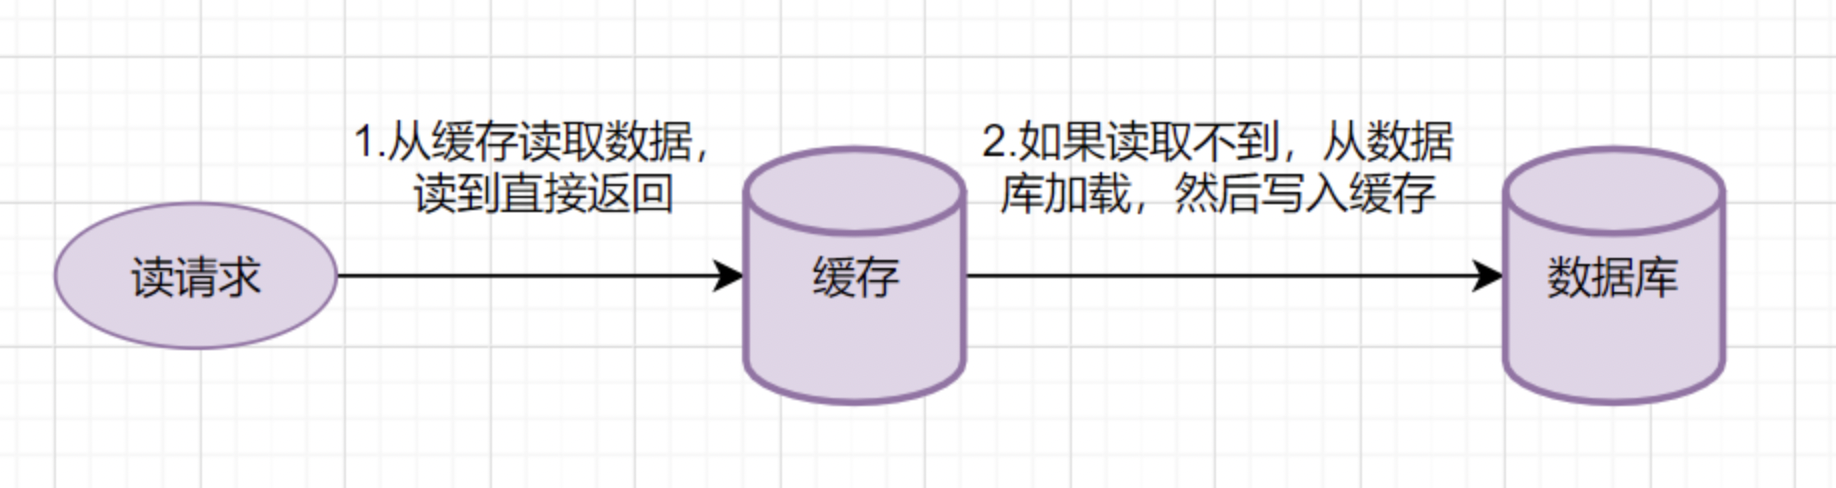 1.从缓存读取数据，
读到直接返回
2.如果读取不到，从数据
库加载，然后写入缓存
读请求
缓存
数据库